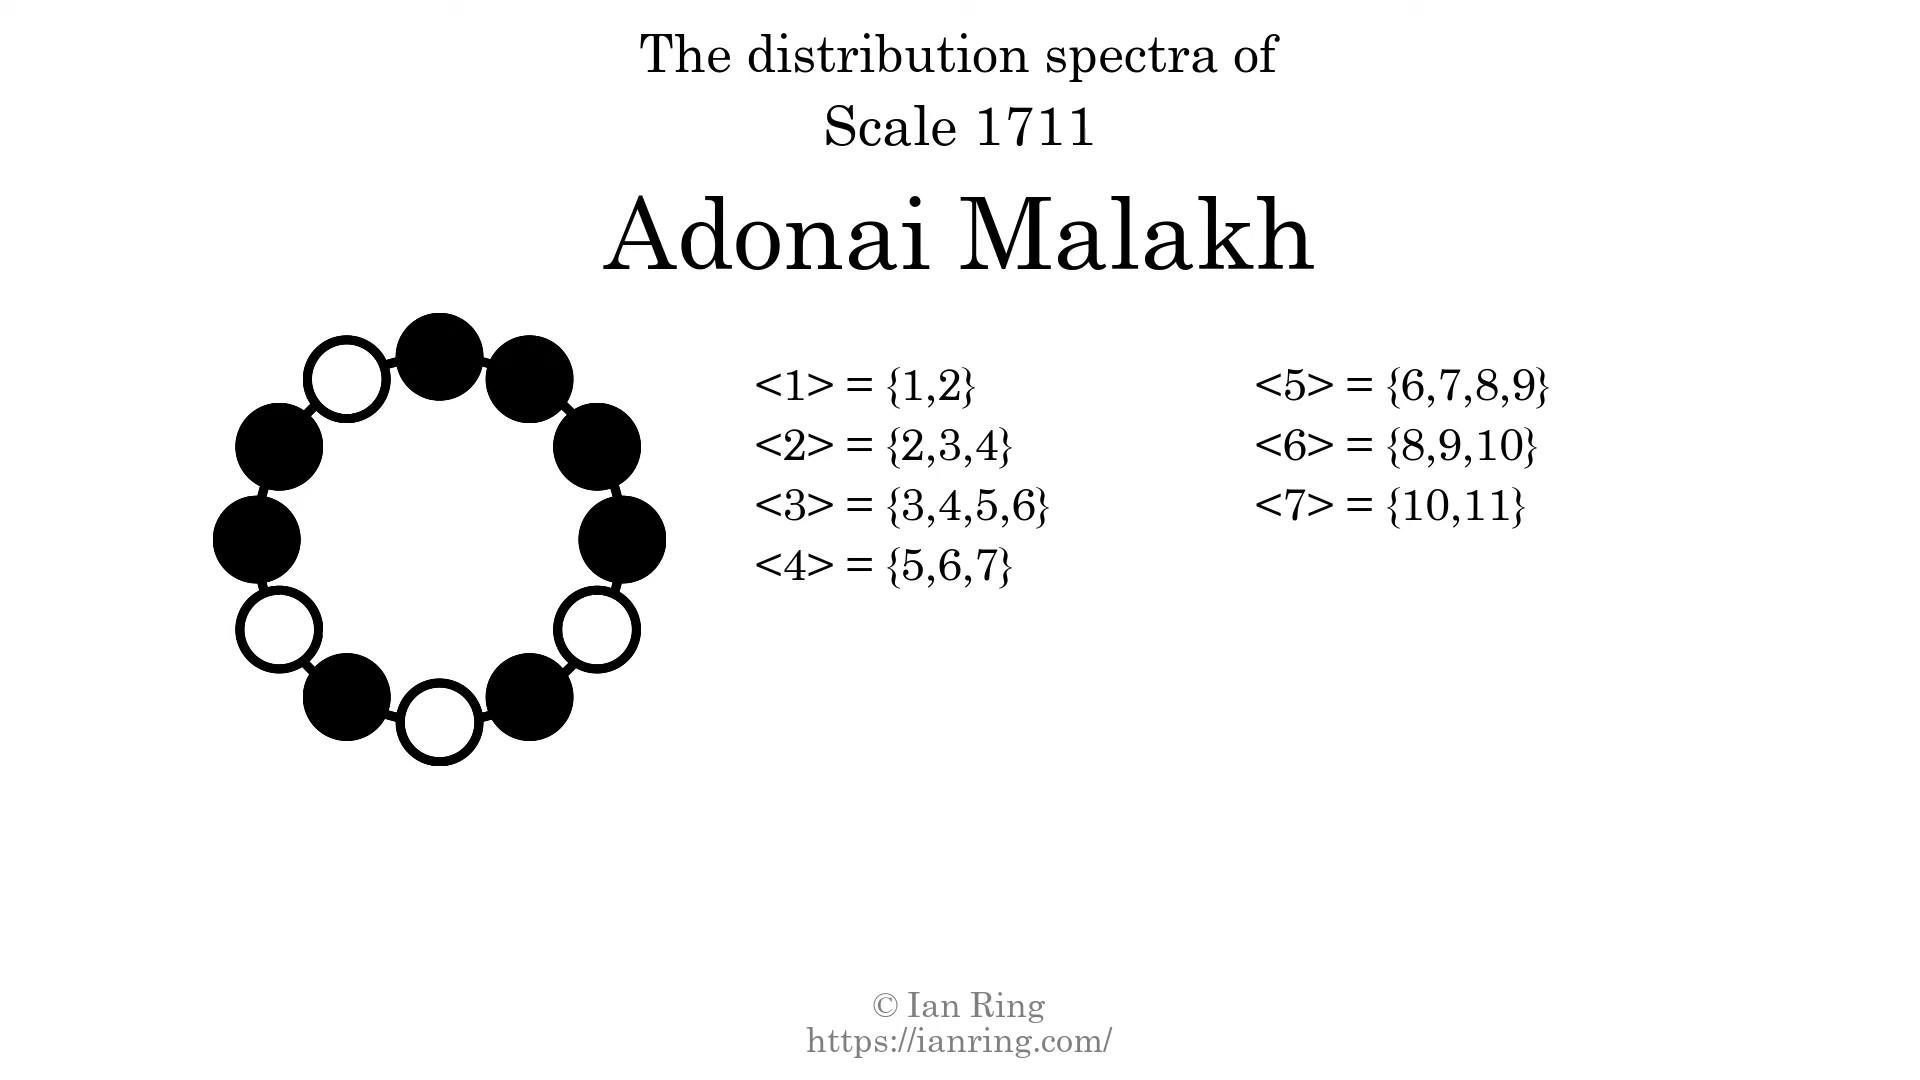 The distribution spectra of
Scale 1711
Adonai Malakh
<1> = {1,2}
<2> = {2,3,4}
<3> = {3,4,5,6}
<4> = {5,6,7}
<5> = {6,7,8,9}
<6> = {8,9,10}
<7> = {10,11}
© Ian Ring
https://ianring.com/